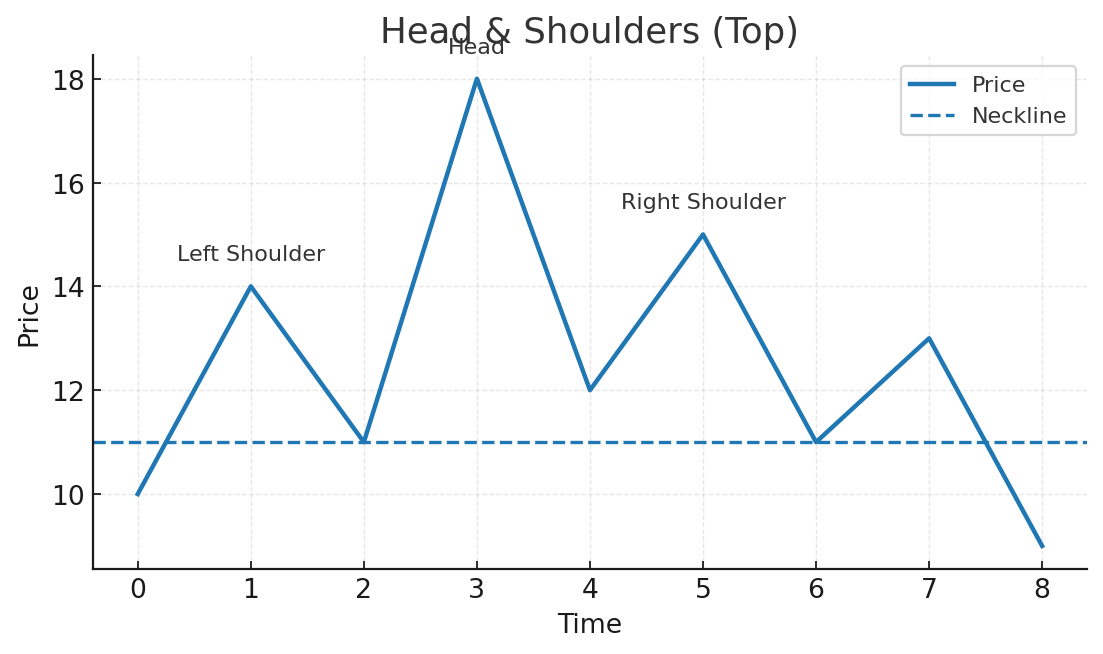 Head & Shoulders (Top)
Head
18
16
14
12
10
Price
Left Shoulder
Right Shoulder
Price
Neckline
0 1 2 3 4 5 6 7 8
Time